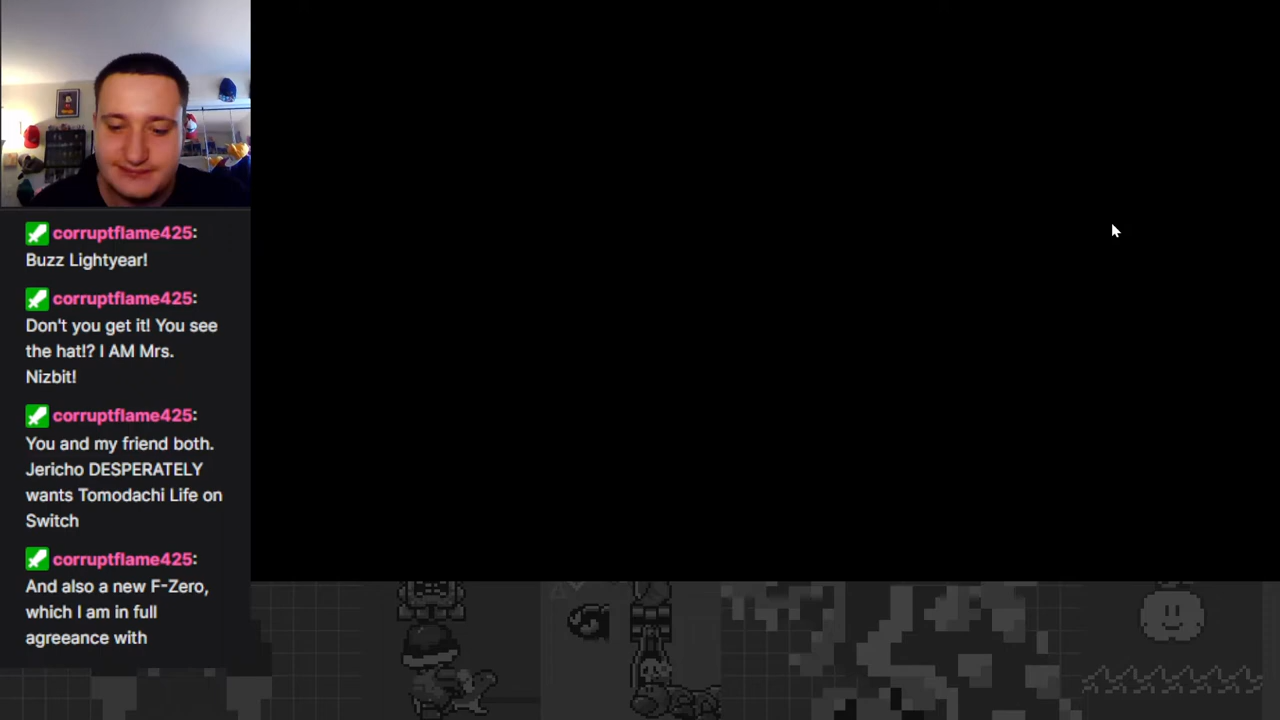 corruptflame425:
Buzz Lightyear!
corruptflame425:
Don't you get it! You see
the hat!? I AM Mrs.
Nizbit!
corruptflame425:
You and my friend both.
Jericho DESPERATELY
wants Tomodachi Life on
Switch
corruptflame425:
And also a new F-Zero,
which I am in full
agreeance with